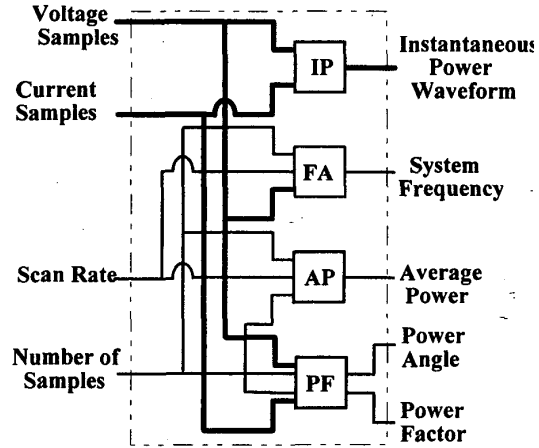 Voltage
Samples
IP
Instantaneous
Power
Waveform
Current
Samples
FA
System
Frequency
Scan Rate
AP
Average
Power
Number of
Samples
PF
Power
Angle
Power
Factor